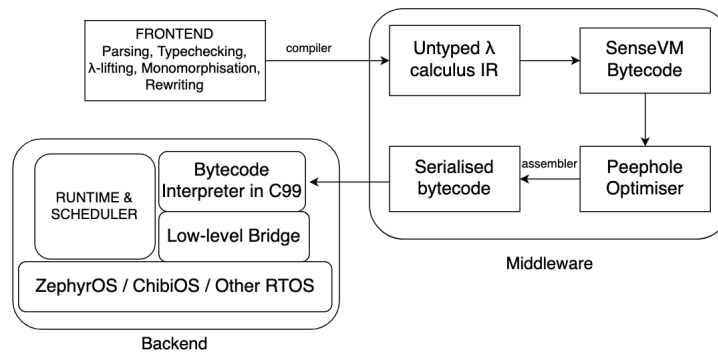 FRONTEND
Parsing, Typechecking,
λ-lifting, Monomorphisation,
Rewriting
compiler
Untyped λ
calculus IR
SenseVM
Bytecode
Peephole
Optimiser
assembler
Serialised
bytecode
Middleware
Bytecode
Interpreter in C99
RUNTIME &
SCHEDULER
Low-level Bridge
ZephyrOS / ChibiOS / Other RTOS
Backend